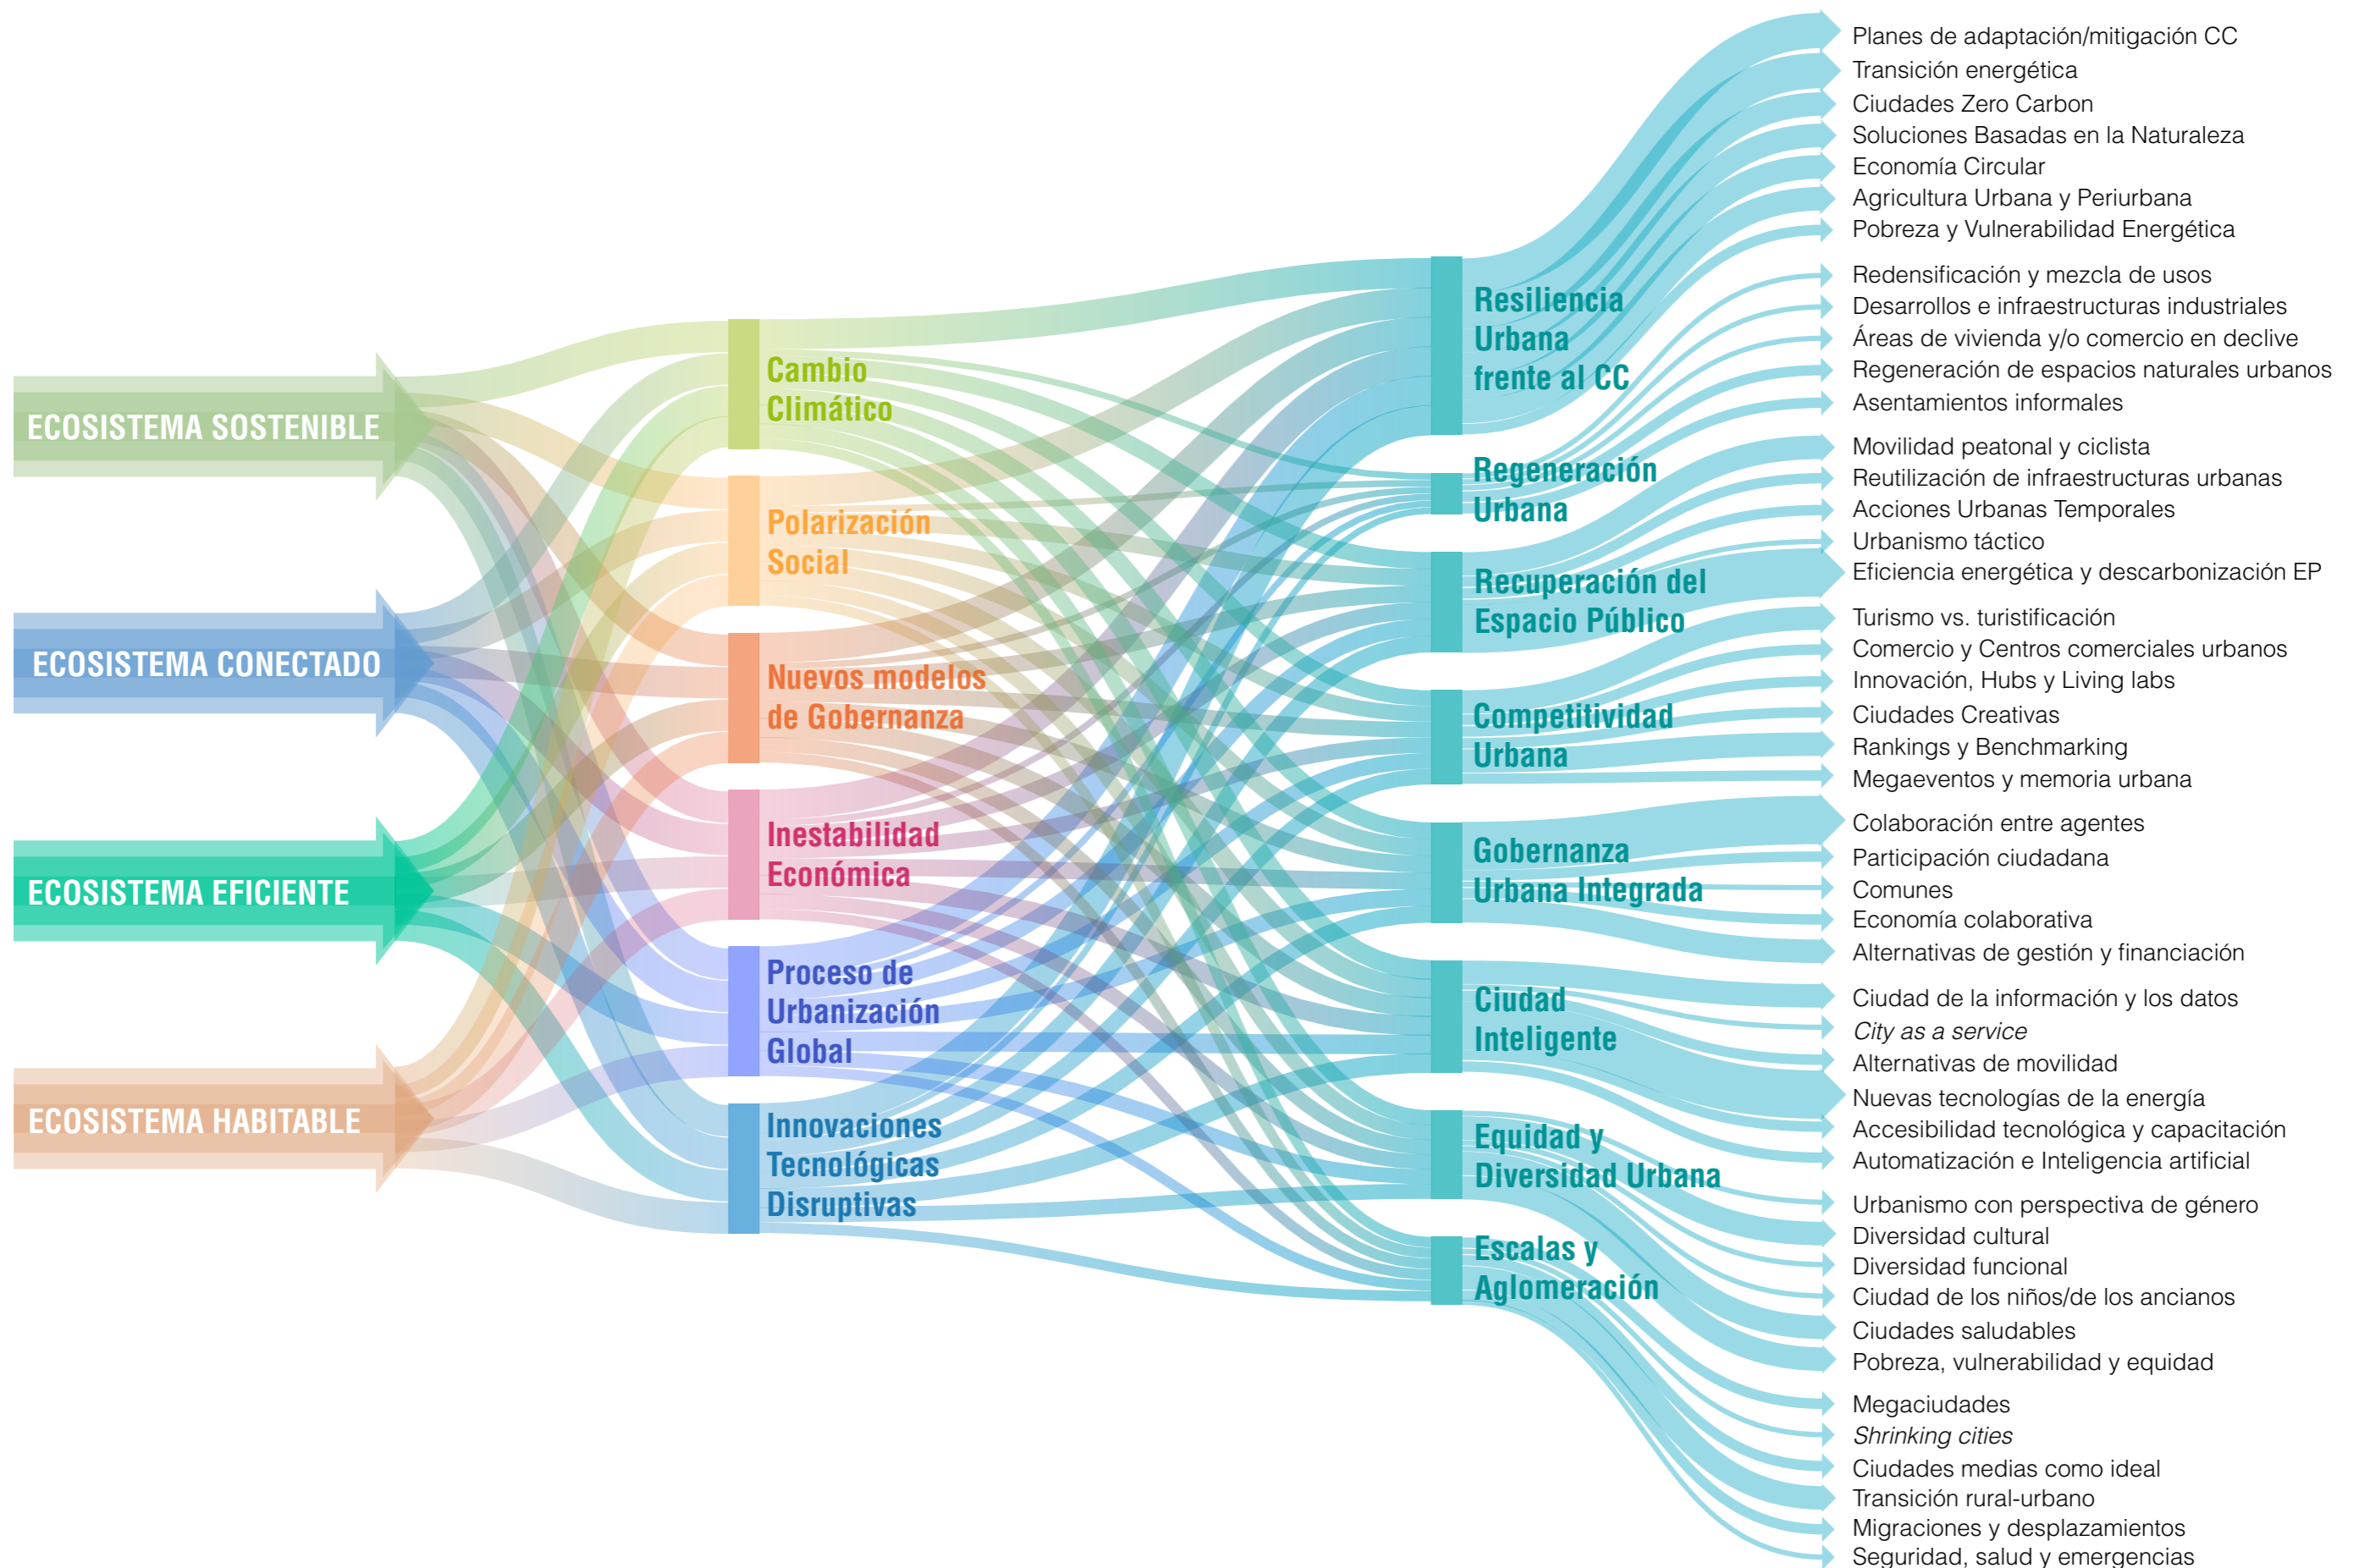 ECOSISTEMA SOSTENIBLE
ECOSISTEMA CONECTADO
ECOSISTEMA EFICIENTE
ECOSISTEMA HABITABLE
Cambio
Climático
Polarización
Social
Nuevos modelos
de Gobernanza
Inestabilidad
Económica
Proceso de
Urbanización
Global
Innovaciones
Tecnológicas
Disruptivas
Resiliencia
Urbana
frente al CC
Regeneración
Urbana
Recuperación del
Espacio Público
Competitividad
Urbana
Gobernanza
Urbana Integrada
Ciudad
Inteligente
Equidad y
Diversidad Urbana
Escalas y
Aglomeración
Planes de adaptación/mitigación CC
Transición energética
Ciudades Zero Carbon
Soluciones Basadas en la Naturaleza
Economía Circular
Agricultura Urbana y Periurbana
Pobreza y Vulnerabilidad Energética
Redensificación y mezcla de usos
Desarrollos e infraestructuras industriales
Áreas de vivienda y/o comercio en declive
Regeneración de espacios naturales urbanos
Asentamientos informales
Movilidad peatonal y ciclista
Reutilización de infraestructuras urbanas
Acciones Urbanas Temporales
Urbanismo táctico
Eficiencia energética y descarbonización EP
Turismo vs. turistificación
Comercio y Centros comerciales urbanos
Innovación, Hubs y Living labs
Ciudades Creativas
Rankings y Benchmarking
Megaeventos y memoria urbana
Colaboración entre agentes
Participación ciudadana
Comunes
Economía colaborativa
Alternativas de gestión y financiación
Ciudad de la información y los datos
City as a service
Alternativas de movilidad
Nuevas tecnologías de la energía
Accesibilidad tecnológica y capacitación
Automatización e Inteligencia artificial
Urbanismo con perspectiva de género
Diversidad cultural
Diversidad funcional
Ciudad de los niños/de los ancianos
Ciudades saludables
Pobreza, vulnerabilidad y equidad
Megaciudades
Shrinking cities
Ciudades medias como ideal
Transición rural-urbano
Migraciones y desplazamientos
Seguridad, salud y emergencias